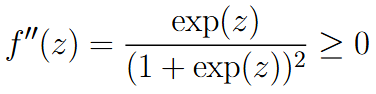 f''(z) = exp(z) / (1 + exp(z))² ≥ 0